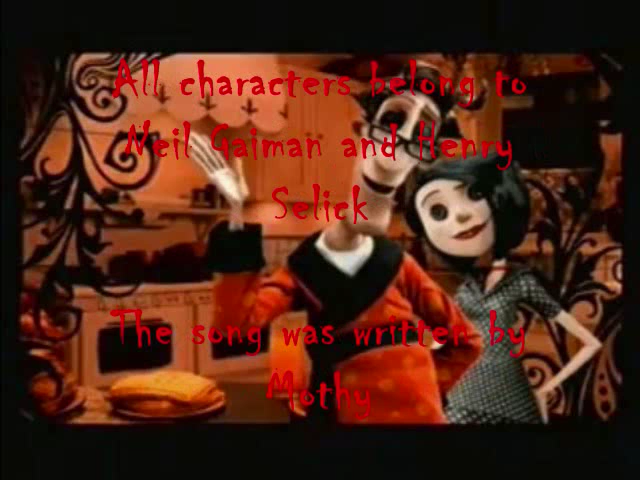 All characters belong to
Neil Gaiman and Henry
Selick
The song was written by
Mothy